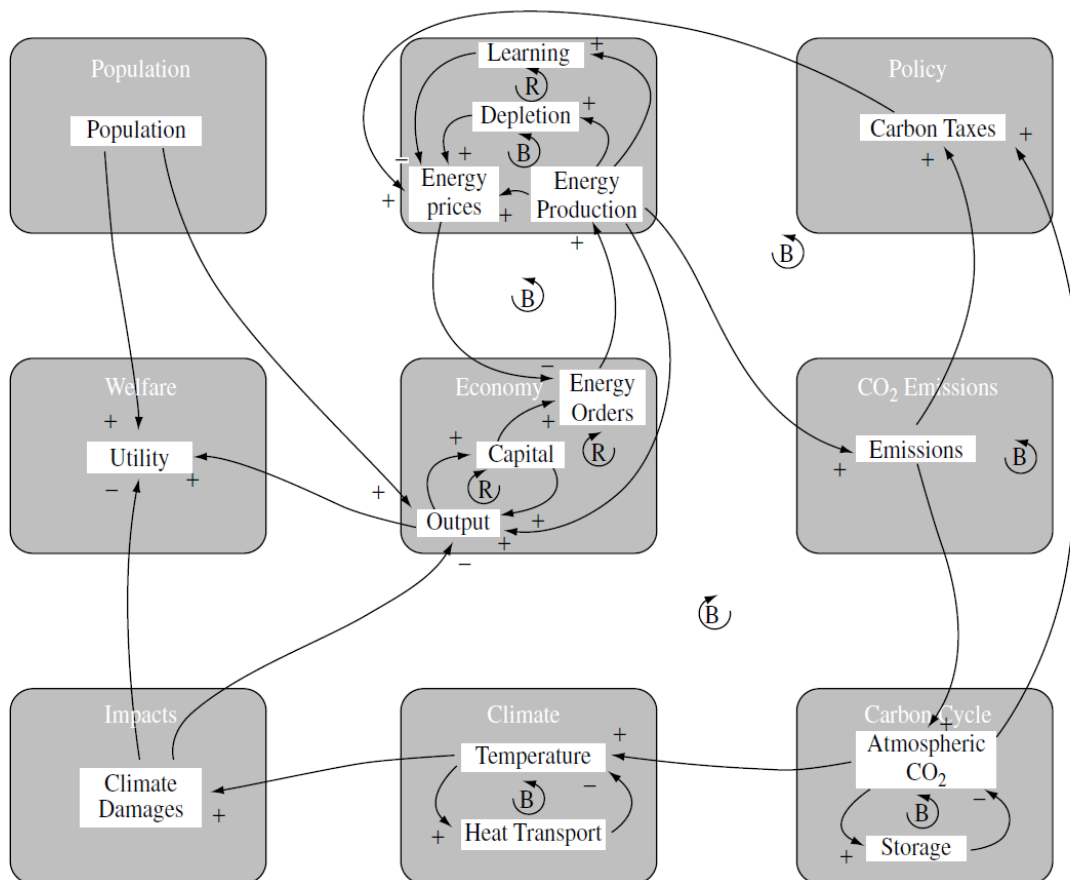 Population
Population
+
+
Learning
+
R
Depletion
+
B
−
+
Energy
prices
+
+
Energy
Production
+
Policy
Carbon Taxes
+
+
B
B
Welfare
+
Utility
−
+
Economy
−
Energy
Orders
+
R
+
Capital
R
+
Output
+
+
−
CO₂ Emissions
Emissions
+
B
B
Impacts
Climate
Damages
+
Climate
+
Temperature
−
B
+
Heat Transport
Carbon Cycle
+
Atmospheric
CO₂
−
B
+
Storage